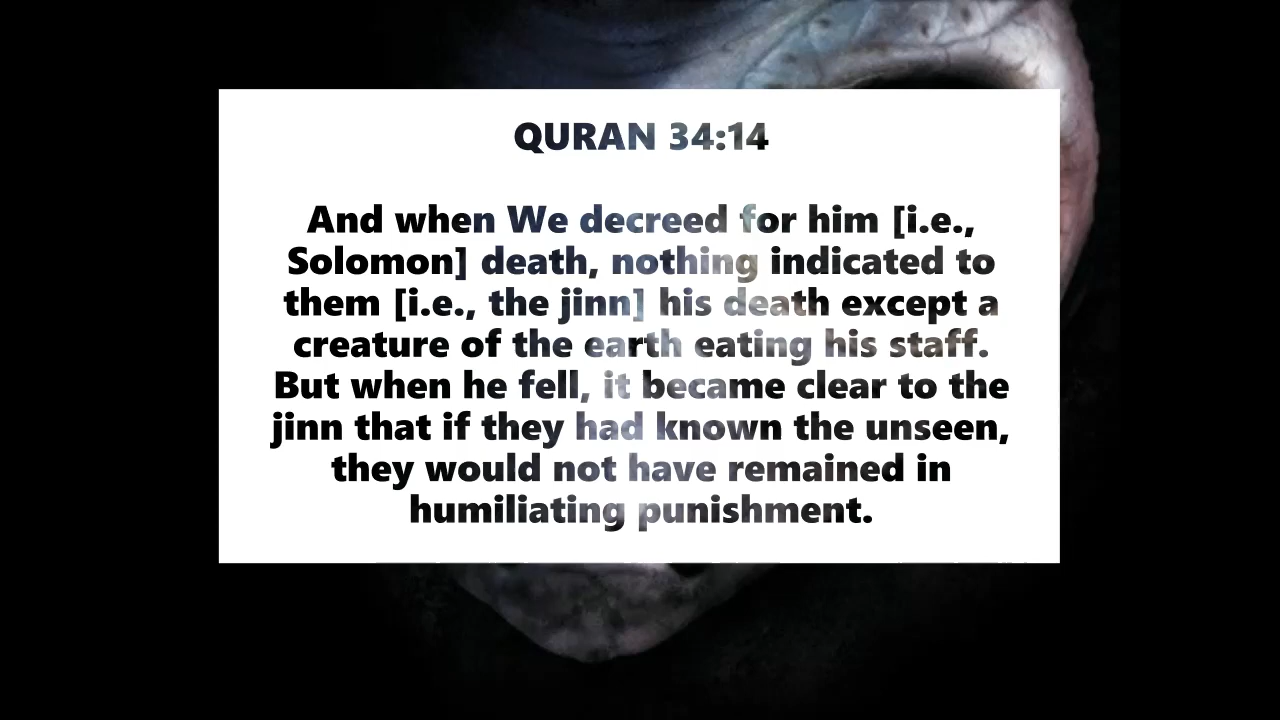 QURAN 34:14
And when We decreed for him [i.e.,
Solomon] death, nothing indicated to
them [i.e., the jinn] his death except a
creature of the earth eating his staff.
But when he fell, it became clear to the
jinn that if they had known the unseen,
they would not have remained in
humiliating punishment.